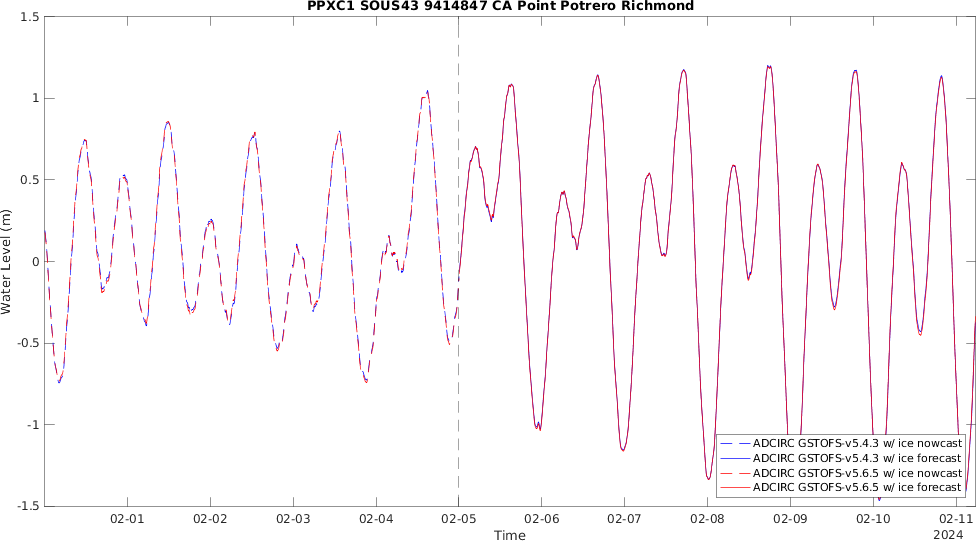 PPXC1 SOUS43 9414847 CA Point Potrero Richmond
1.5
1
0.5
0
-0.5
-1
-1.5
Water Level (m)
02-01 02-02 02-03 02-04 02-05 02-06 02-07 02-08 02-09 02-10 02-11
2024
Time
ADCIRC GSTOFS-v5.4.3 w/ ice nowcast
ADCIRC GSTOFS-v5.4.3 w/ ice forecast
ADCIRC GSTOFS-v5.6.5 w/ ice nowcast
ADCIRC GSTOFS-v5.6.5 w/ ice forecast